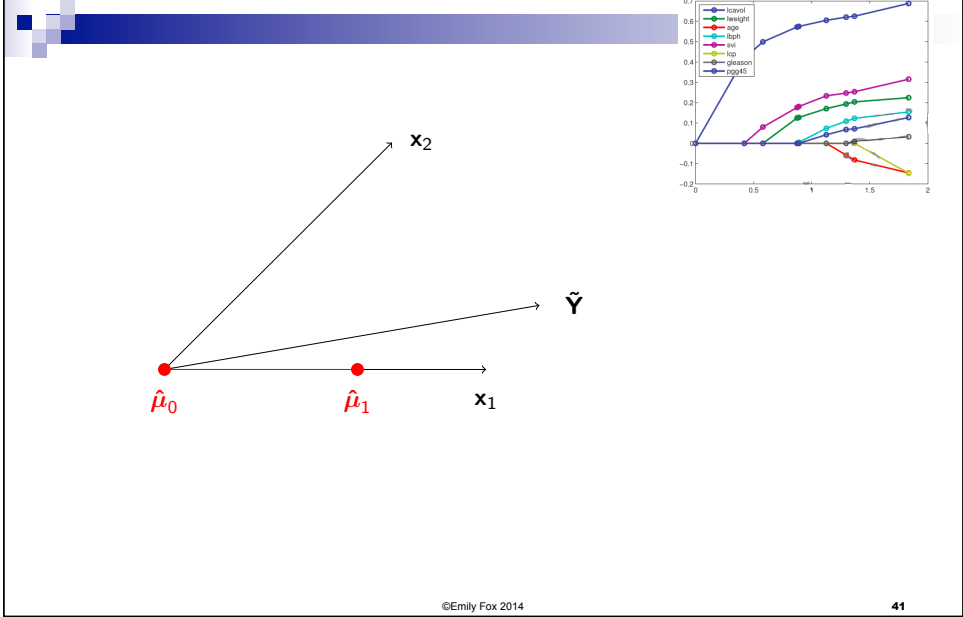 0.7
0.6
0.5
0.4
0.3
0.2
0.1
0
−0.1
−0.2
0 0.5 1 1.5 2
lcavol
lweight
age
lbph
svi
lcp
gleason
pgg45
x₂
Ỹ
μ̂₀ μ̂₁ x₁
©Emily Fox 2014 41